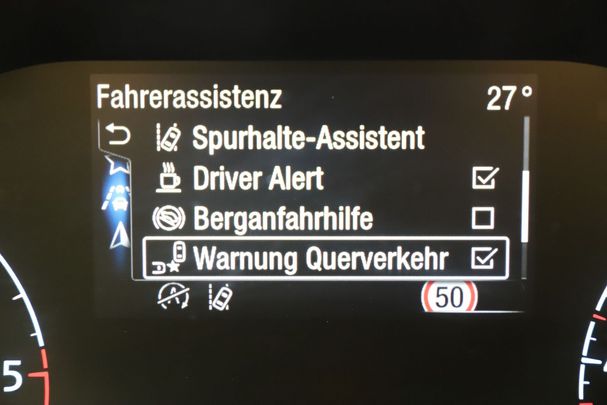 Fahrerassistenz 27°
Spurhalte-Assistent
Driver Alert
Berganfahrhilfe
Warnung Querverkehr
50
5